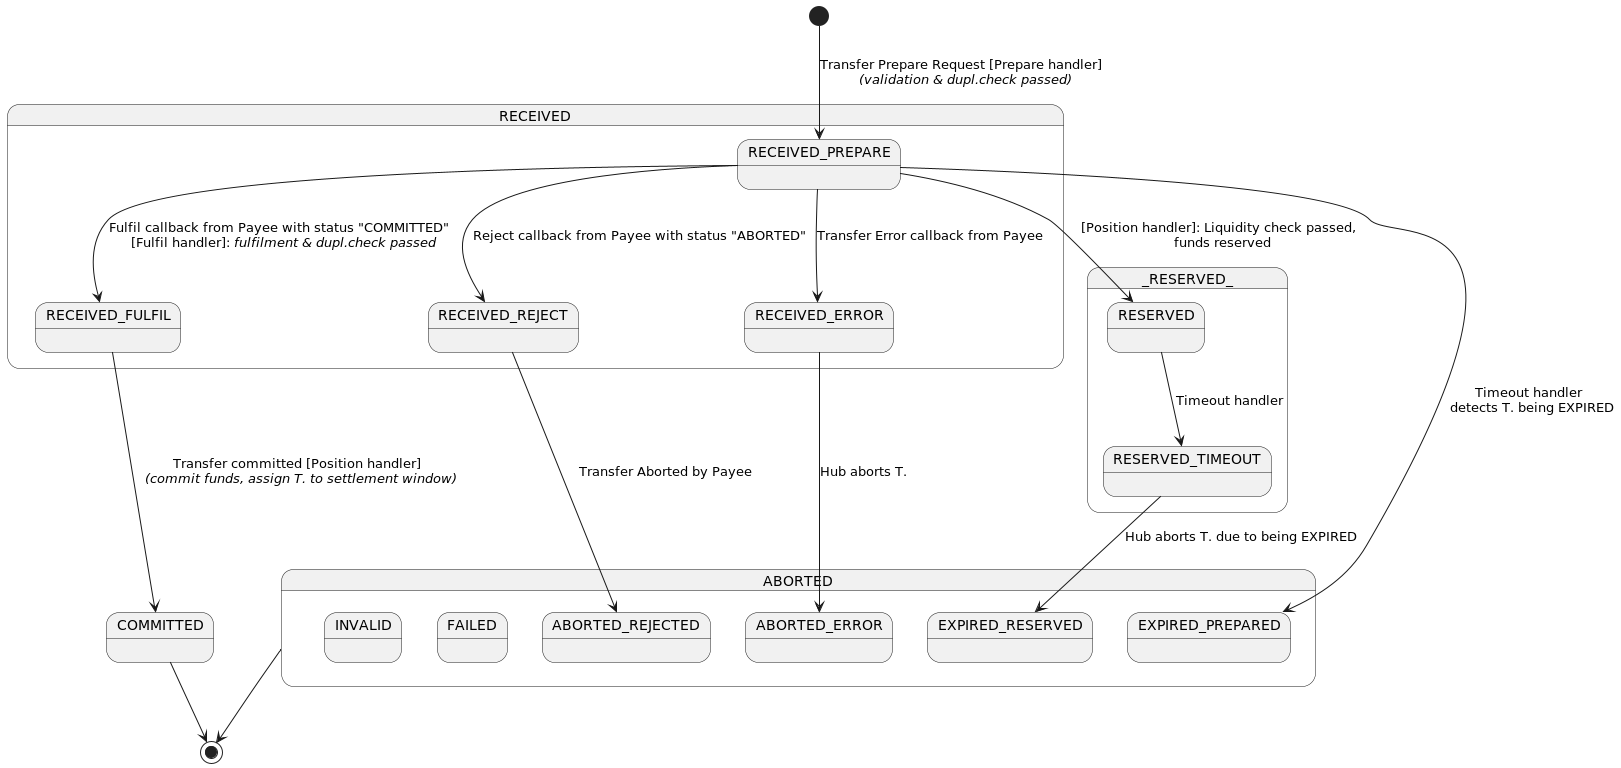 Transfer Prepare Request [Prepare handler]
(validation & dupl.check passed)
RECEIVED
RECEIVED_PREPARE
Fulfil callback from Payee with status "COMMITTED"
[Fulfil handler]: fulfilment & dupl.check passed
Reject callback from Payee with status "ABORTED"
Transfer Error callback from Payee
[Position handler]: Liquidity check passed,
funds reserved
_RESERVED_
RECEIVED_FULFIL
RECEIVED_REJECT
RECEIVED_ERROR
RESERVED
Timeout handler
Timeout handler
detects T. being EXPIRED
RESERVED_TIMEOUT
Transfer committed [Position handler]
(commit funds, assign T. to settlement window)
Transfer Aborted by Payee
Hub aborts T.
Hub aborts T. due to being EXPIRED
ABORTED
COMMITTED
INVALID
FAILED
ABORTED_REJECTED
ABORTED_ERROR
EXPIRED_RESERVED
EXPIRED_PREPARED